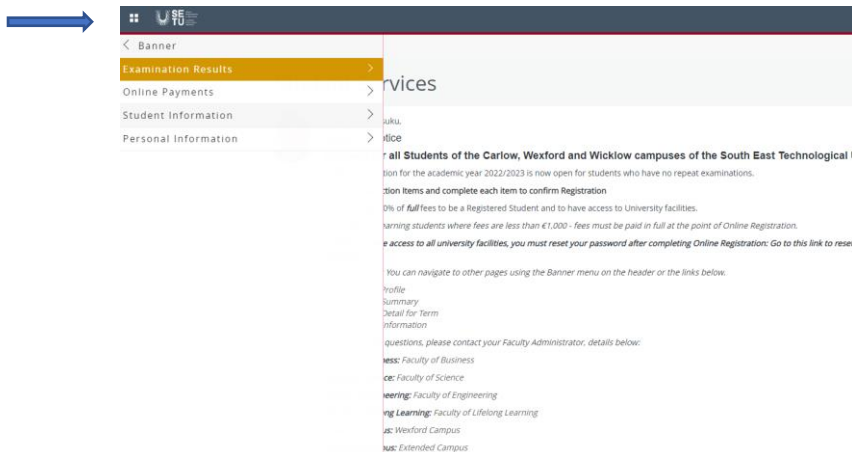 SE
TU
Banner
Examination Results
Online Payments
Student Information
Personal Information
rvices
suku,
tice
r all Students of the Carlow, Wexford and Wicklow campuses of the South East Technological
tion for the academic year 2022/2023 is now open for students who have no repeat examinations.
ction Items and complete each item to confirm Registration
0% of full fees to be a Registered Student and to have access to University facilities.
earning students where fees are less than €1,000 - fees must be paid in full at the point of Online Registration.
e access to all university facilities, you must reset your password after completing Online Registration: Go to this link to rese
You can navigate to other pages using the Banner menu on the header or the links below.
Profile
Summary
Detail for Term
nformation
questions, please contact your Faculty Administrator, details below:
ness: Faculty of Business
ce: Faculty of Science
neering: Faculty of Engineering
ong Learning: Faculty of Lifelong Learning
us: Wexford Campus
pus: Extended Campus